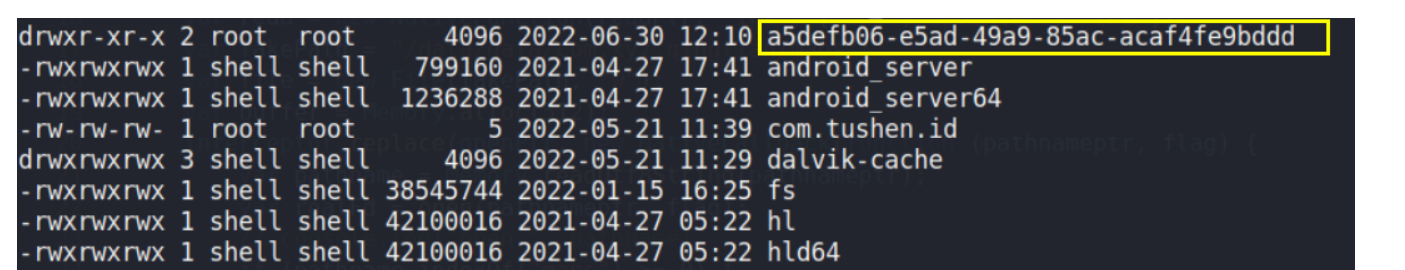 drwxr-xr-x 2 root  root      4096 2022-06-30 12:10 a5defb06-e5ad-49a9-85ac-acaf4fe9bddd
-rwxrwxrwx 1 shell shell   799160 2021-04-27 17:41 android_server
-rwxrwxrwx 1 shell shell  1236288 2021-04-27 17:41 android_server64
-rw-rw-rw- 1 root  root         5 2022-05-21 11:39 com.tushen.id
drwxrwxrwx 3 shell shell     4096 2022-05-21 11:29 dalvik-cache
-rwxrwxrwx 1 shell shell 38545744 2022-01-15 16:25 fs
-rwxrwxrwx 1 shell shell 42100016 2021-04-27 05:22 hl
-rwxrwxrwx 1 shell shell 42100016 2021-04-27 05:22 hld64